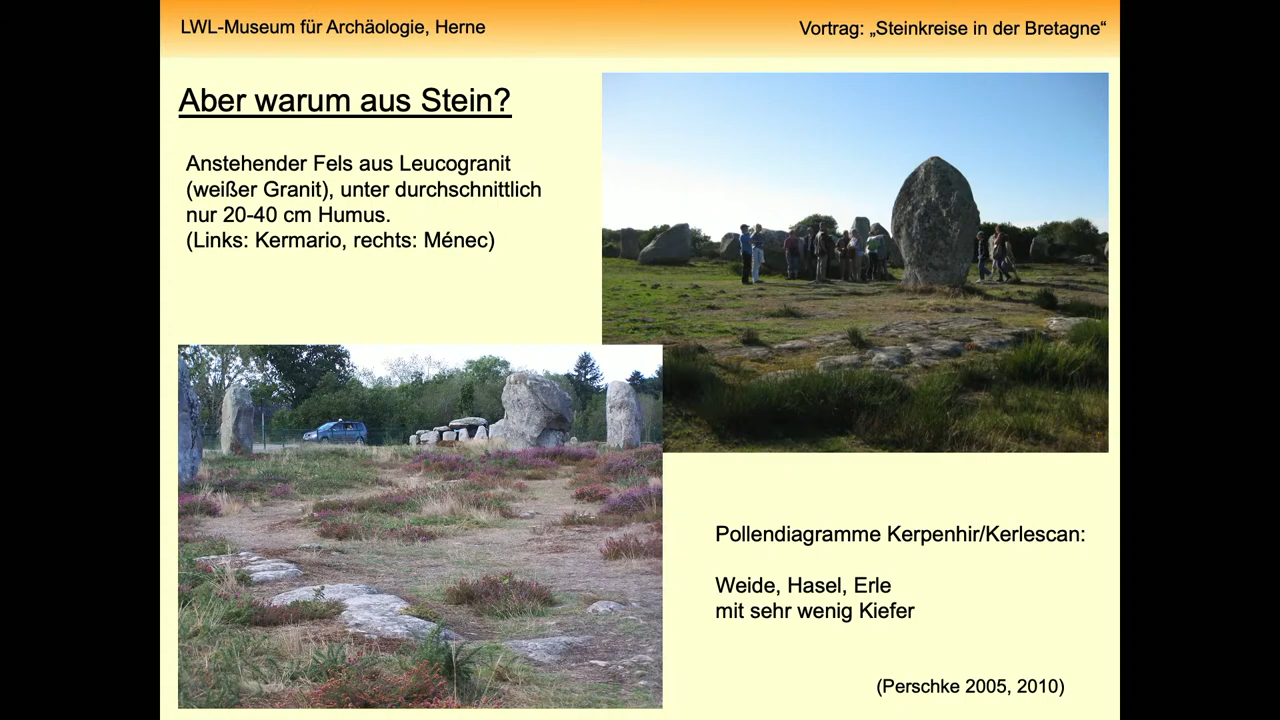 LWL-Museum für Archäologie, Herne
Vortrag: „Steinkreise in der Bretagne“
Aber warum aus Stein?
Anstehender Fels aus Leucogranit
(weißer Granit), unter durchschnittlich
nur 20-40 cm Humus.
(Links: Kermario, rechts: Ménec)
Pollendiagramme Kerpenhir/Kerlescan:
Weide, Hasel, Erle
mit sehr wenig Kiefer
(Perschke 2005, 2010)